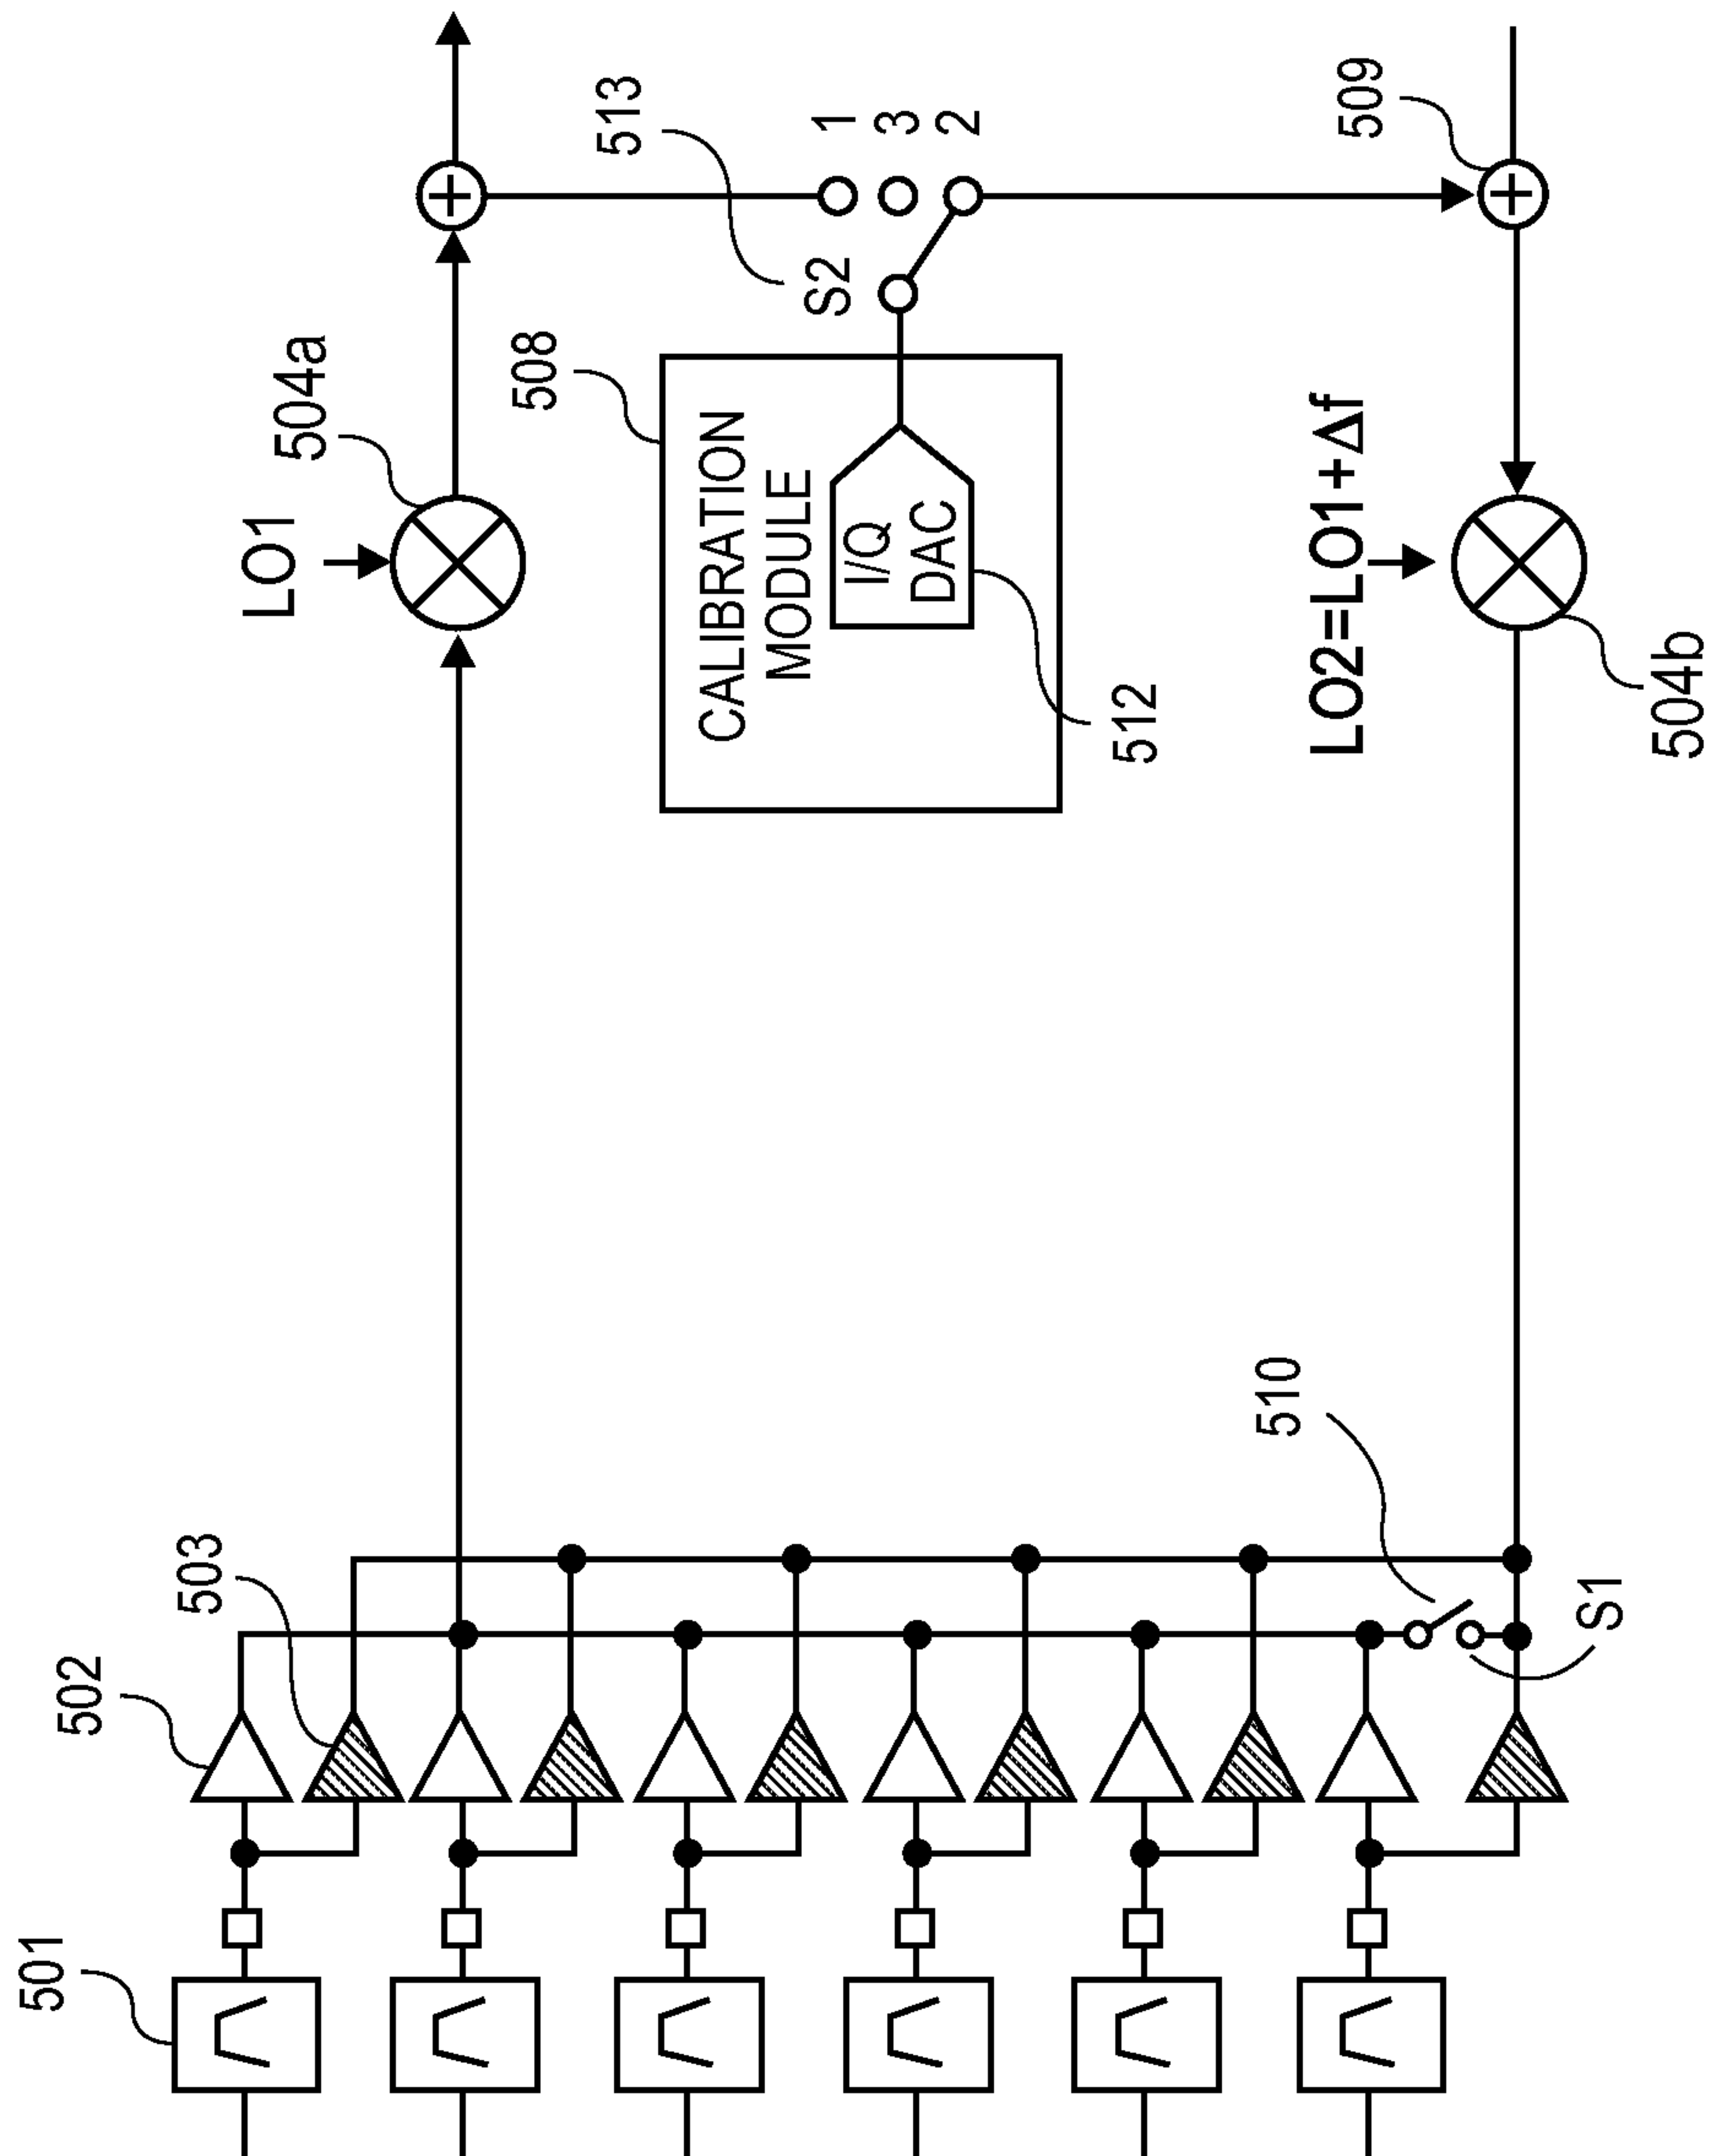 501
502
503
LO1
504a
513
1
3
2
S2
508
CALIBRATION
MODULE
I/Q
DAC
512
509
LO2=LO1+Δf
504b
510
S1